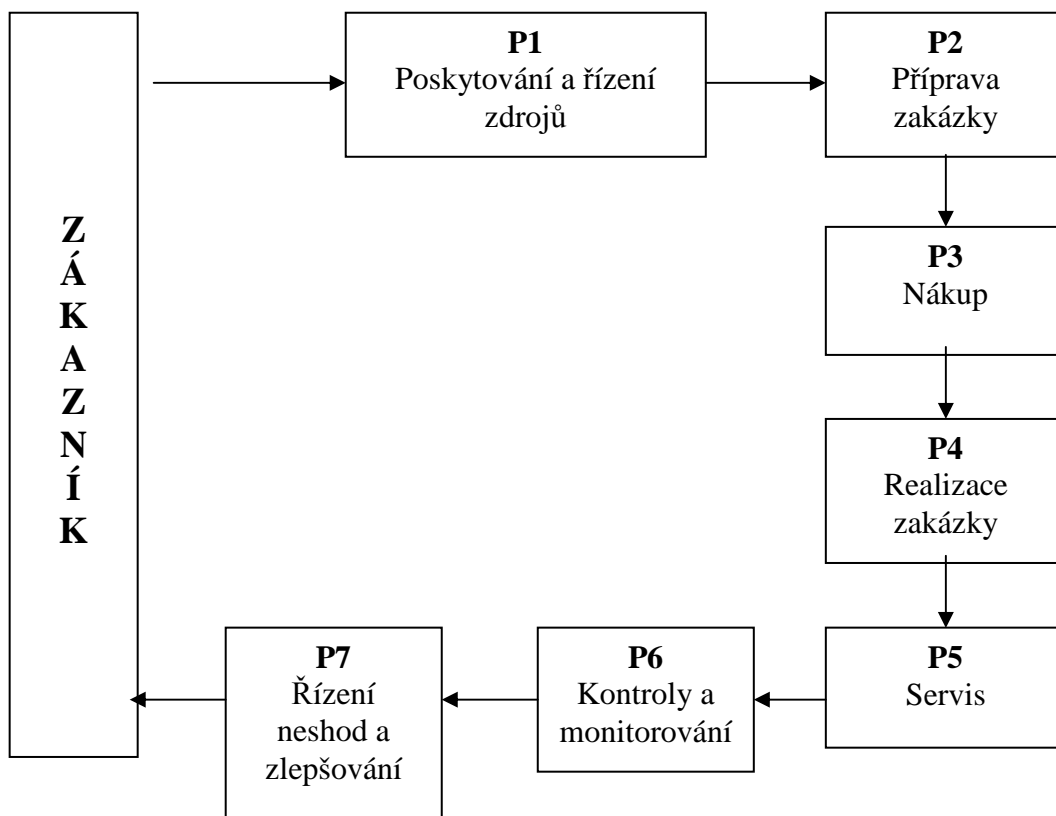 Z
Á
K
A
Z
N
Í
K
P1
Poskytování a řízení
zdrojů
P2
Příprava
zakázky
P3
Nákup
P4
Realizace
zakázky
P5
Servis
P6
Kontroly a
monitorování
P7
Řízení
neshod a
zlepšování